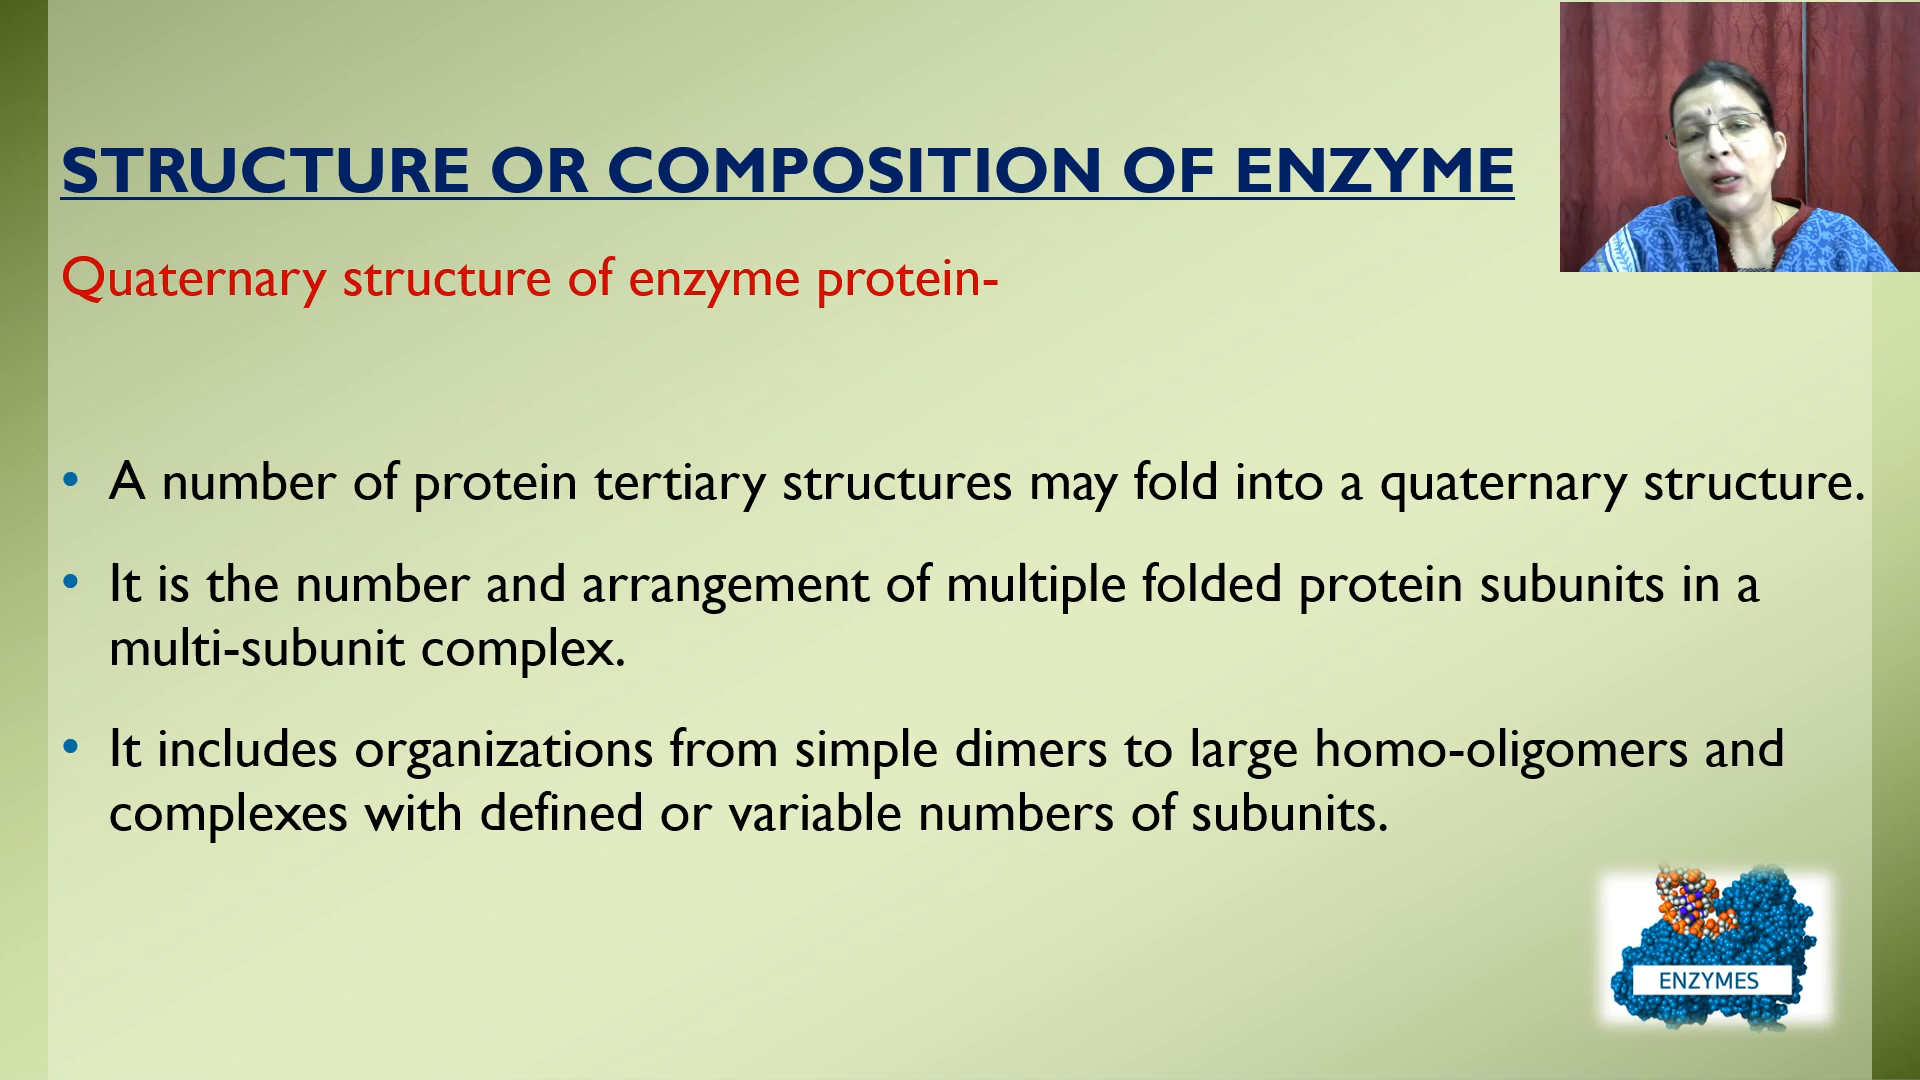 STRUCTURE OR COMPOSITION OF ENZYME
Quaternary structure of enzyme protein-
• A number of protein tertiary structures may fold into a quaternary structure.
• It is the number and arrangement of multiple folded protein subunits in a
multi-subunit complex.
• It includes organizations from simple dimers to large homo-oligomers and
complexes with defined or variable numbers of subunits.
ENZYMES